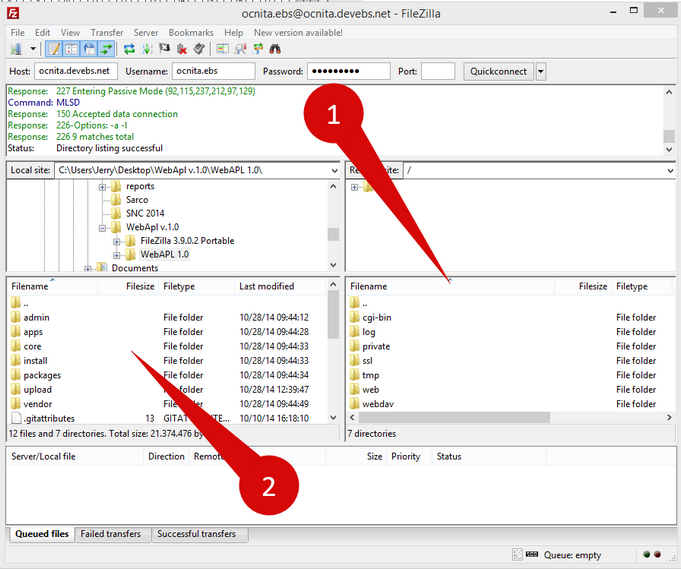 ocnita.ebs@ocnita.devebs.net - FileZilla
File Edit View Transfer Server Bookmarks Help New version available!
Host: ocnita.devebs.net Username: ocnita.ebs Password: ●●●●●●●●● Port: Quickconnect
Response: 227 Entering Passive Mode (92,115,237,212,97,129)
Command: MLSD
Response: 150 Accepted data connection
Response: 226-Options: -a -l
Response: 226 9 matches total
Status: Directory listing successful
1
Local site: C:\Users\Jerry\Desktop\WebApl v.1.0\WebAPL 1.0\
site: /
reports
Sarco
SNC 2014
WebApl v.1.0
FileZilla 3.9.0.2 Portable
WebAPL 1.0
Documents
Filename Filesize Filetype Last modified
..
admin File folder 10/28/14 09:44:12
apps File folder 10/28/14 09:44:28
core File folder 10/28/14 09:44:33
install File folder 10/28/14 09:44:33
packages File folder 10/28/14 09:44:34
upload File folder 10/28/14 12:39:47
vendor File folder 10/28/14 09:44:49
.gitattributes 13 10/10/14 16:18:10
12 files and 7 directories. Total size: 21.374.476
Filename Filesize Filetype
..
cgi-bin File folder
log File folder
private File folder
ssl File folder
tmp File folder
web File folder
webdav File folder
7 directories
Server/Local file Direction Size Priority Status
2
Queued files Failed transfers Successful transfers
Queue: empty